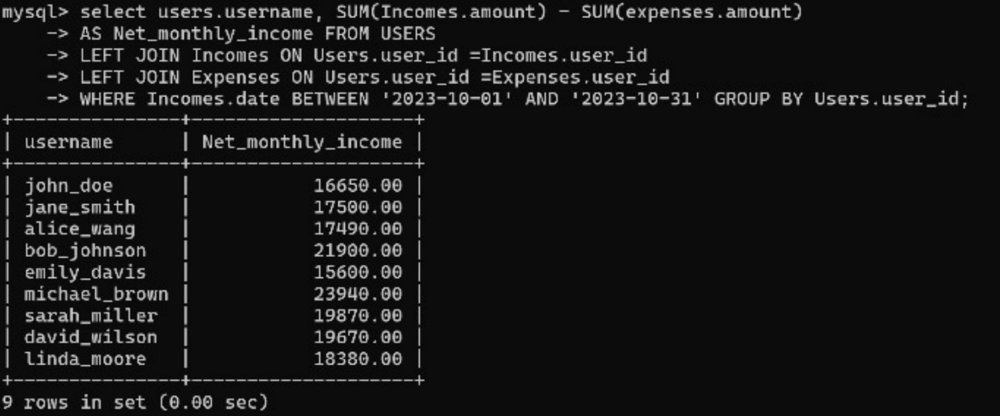 mysql> select users.username, SUM(Incomes.amount) - SUM(expenses.amount)
    -> AS Net_monthly_income FROM USERS
    -> LEFT JOIN Incomes ON Users.user_id =Incomes.user_id
    -> LEFT JOIN Expenses ON Users.user_id =Expenses.user_id
    -> WHERE Incomes.date BETWEEN '2023-10-01' AND '2023-10-31' GROUP BY Users.user_id;
+---------------+--------------------+
| username      | Net_monthly_income |
+---------------+--------------------+
| john_doe      |           16650.00 |
| jane_smith    |           17500.00 |
| alice_wang    |           17490.00 |
| bob_johnson   |           21900.00 |
| emily_davis   |           15600.00 |
| michael_brown |           23940.00 |
| sarah_miller  |           19870.00 |
| david_wilson  |           19670.00 |
| linda_moore   |           18380.00 |
+---------------+--------------------+
9 rows in set (0.00 sec)